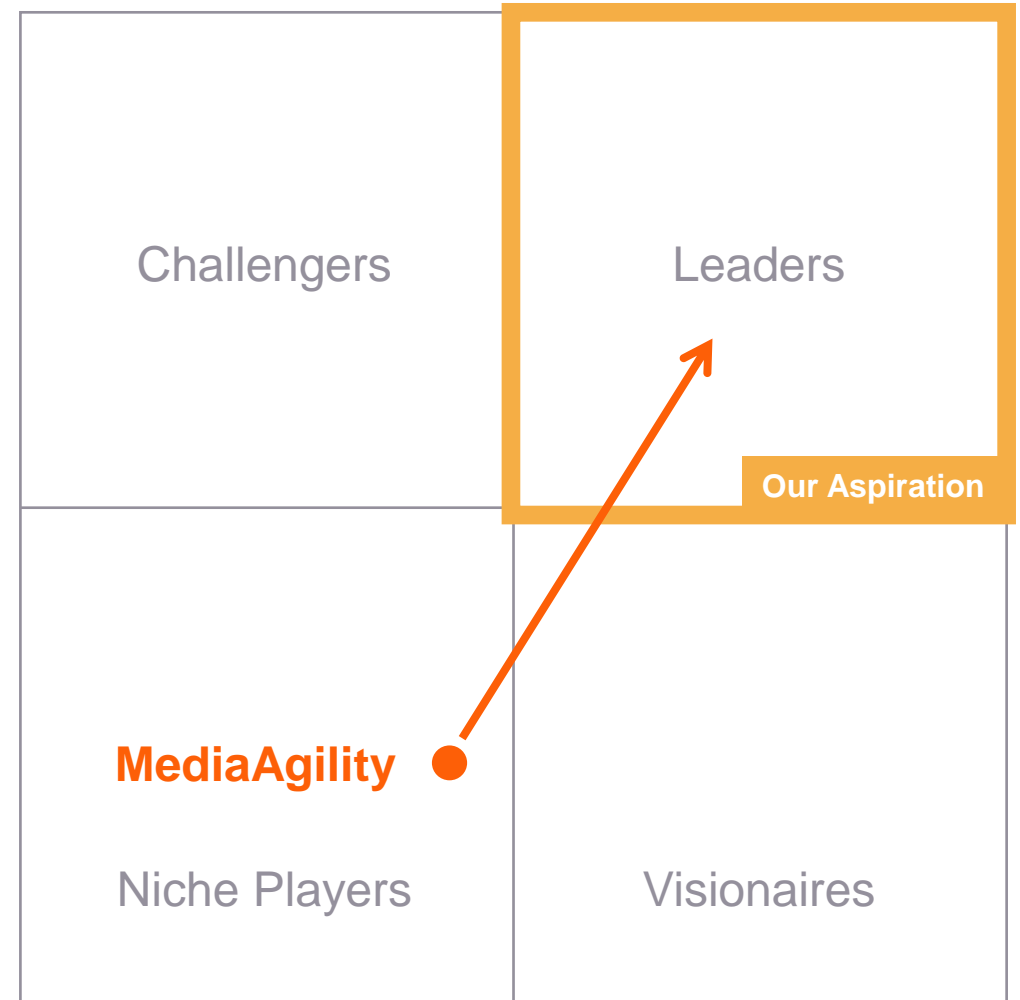 Challengers
Leaders
Our Aspiration
MediaAgility
Niche Players
Visionaires